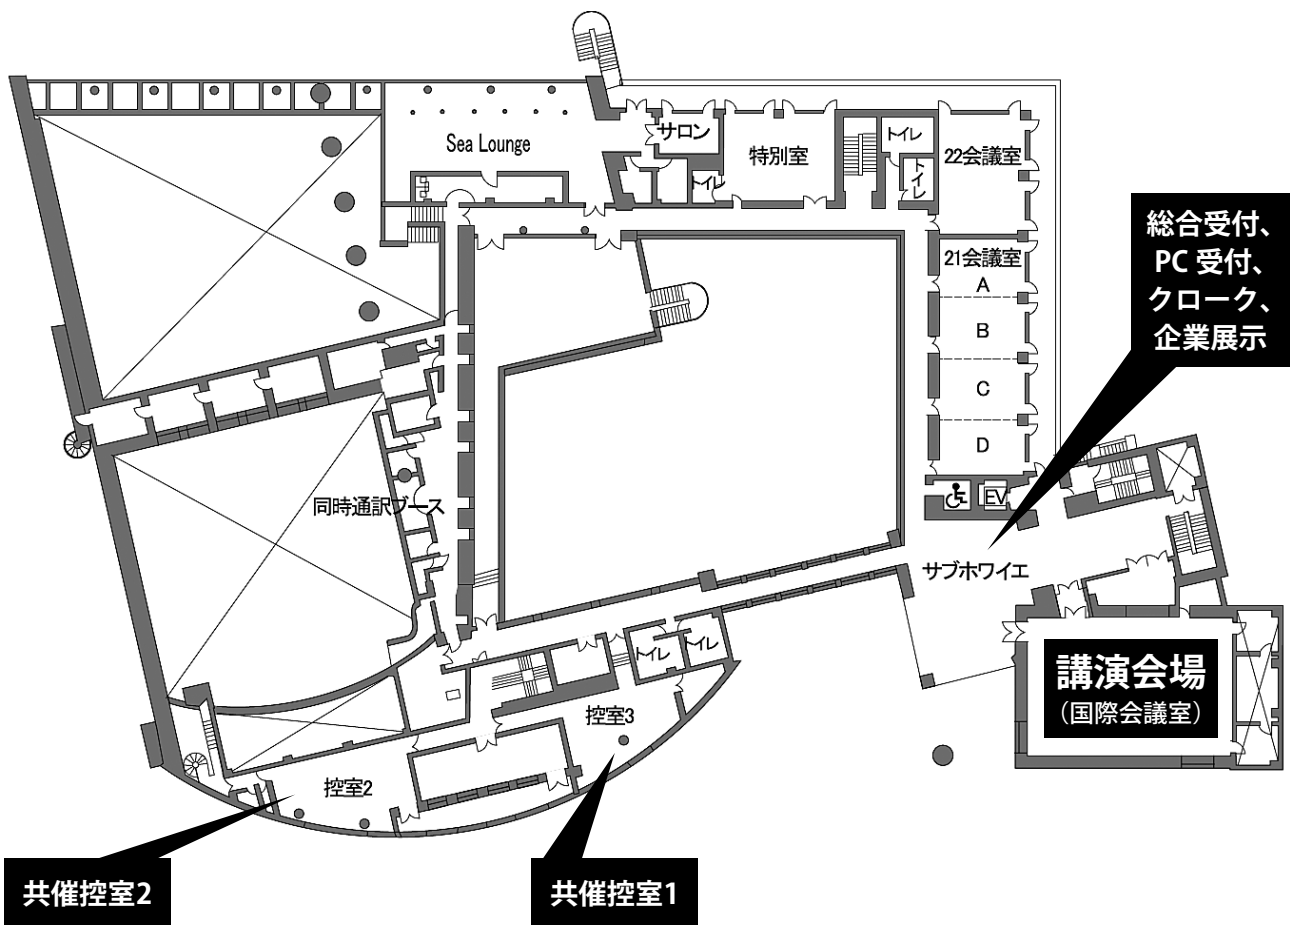 サロン
Sea Lounge
特別室
トイレ
トイレ
トイレ
22会議室
総合受付、
PC 受付、
クローク、
企業展示
21会議室
A
B
C
D
EV
同時通訳ブース
サブホワイエ
トイレ
トイレ
講演会場
（国際会議室）
控室3
控室2
共催控室2
共催控室1